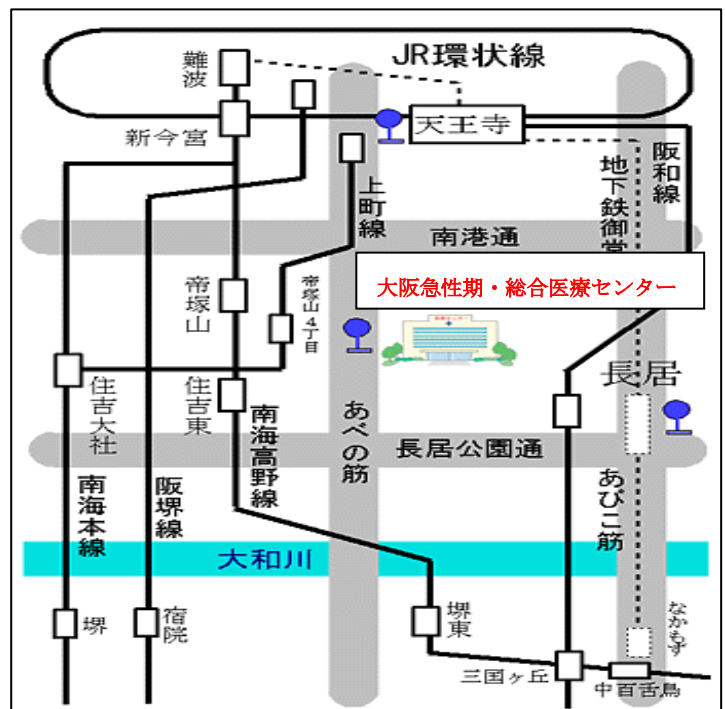 JR環状線
難波
天王寺
新今宮
阪和線
地下鉄御堂
上町線
南港通
大阪急性期・総合医療センター
帝塚山
帝塚山4丁目
長居
住吉大社
住吉東
あべの筋
南海高野線
長居公園通
南海本線
阪堺線
あびこ筋
大和川
堺
宿院
堺東
なかもず
三国ヶ丘
中百舌鳥